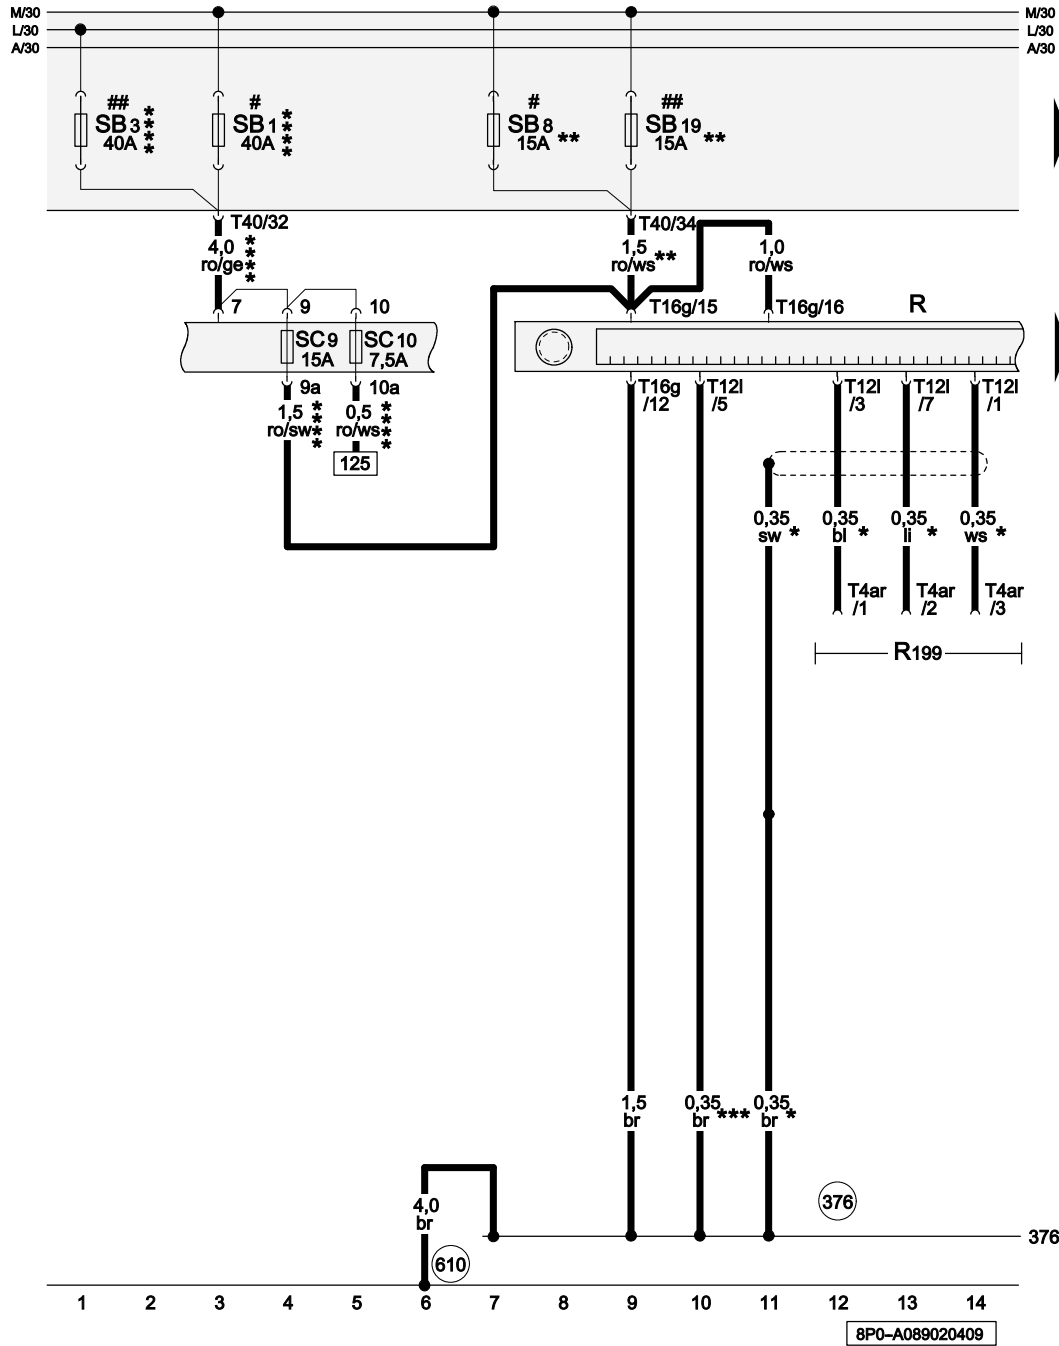 M/30 M/30
L/30 L/30
A/30 A/30
## # # ##
SB3 SB1 SB8 SB19
40A **** 40A **** 15A ** 15A **
T40/32 T40/34
4,0 **** 1,5 1,0
ro/ge ro/ws** ro/ws
7 9 10 T16g/15 T16g/16 R
SC9 SC10
15A 7,5A
9a 10a T16g T12l T12l T12l T12l
/12 /5 /3 /7 /1
1,5 **** 0,5 ****
ro/sw ro/ws
125
0,35 0,35 0,35 0,35
sw * bl * li * ws *
T4ar T4ar T4ar
/1 /2 /3
R199
1,5 0,35 0,35
br br *** br *
376
4,0
br
376
610
1 2 3 4 5 6 7 8 9 10 11 12 13 14
8P0-A089020409